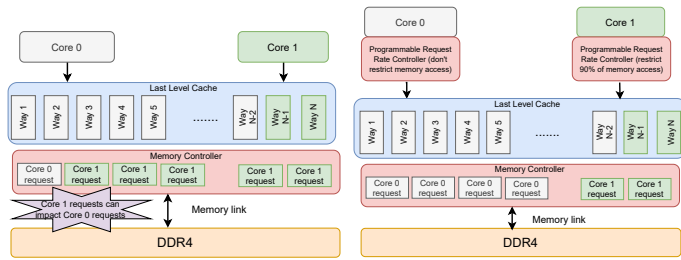 Core 0
Core 1
Last Level Cache
Way 1
Way 2
Way 3
Way 4
Way 5
.......
Way
N-2
Way
N-1
Way N
Memory Controller
Core 0
request
Core 1
request
Core 1
request
Core 1
request
Core 1
request
Core 1
request
Core 1 requests can
impact Core 0 requests
Memory link
DDR4
Core 0
Core 1
Programmable Request
Rate Controller (don't
restrict memory access)
Programmable Request
Rate Controller (restrict
90% of memory access)
Last Level Cache
Way 1
Way 2
Way 3
Way 4
Way 5
.......
Way
N-2
Way
N-1
Way N
Memory Controller
Core 0
request
Core 0
request
Core 0
request
Core 0
request
Core 1
request
Core 1
request
Memory link
DDR4